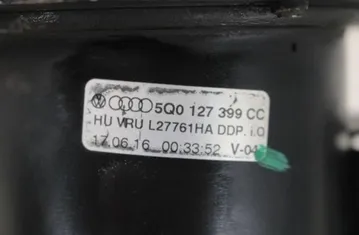 5Q0 127 399 CC
HU VRU L27761HA DDP. i.O
17.06.16 00:33:52 V-04